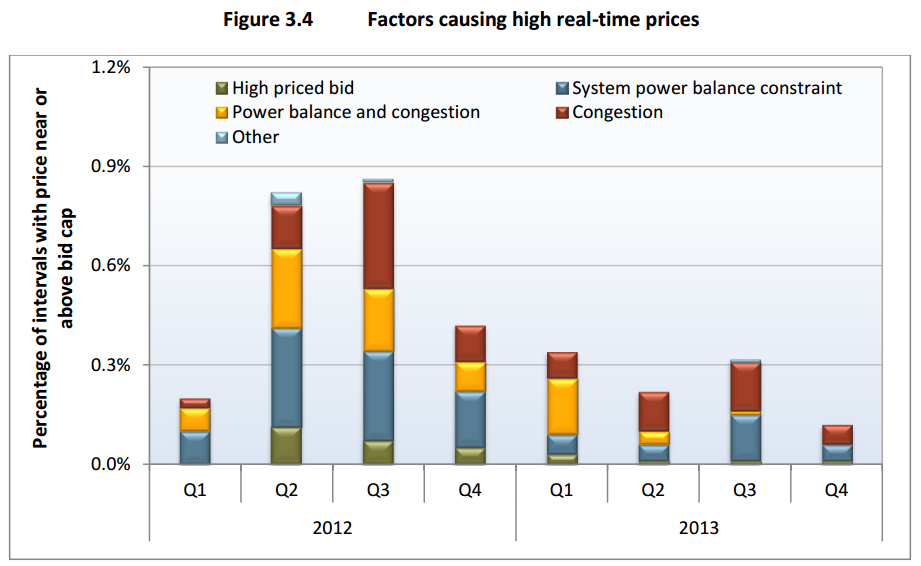 Figure 3.4 Factors causing high real-time prices
Percentage of intervals with price near or
above bid cap
1.2%
0.9%
0.6%
0.3%
0.0%
High priced bid
System power balance constraint
Power balance and congestion
Congestion
Other
Q1 Q2 Q3 Q4 Q1 Q2 Q3 Q4
2012 2013